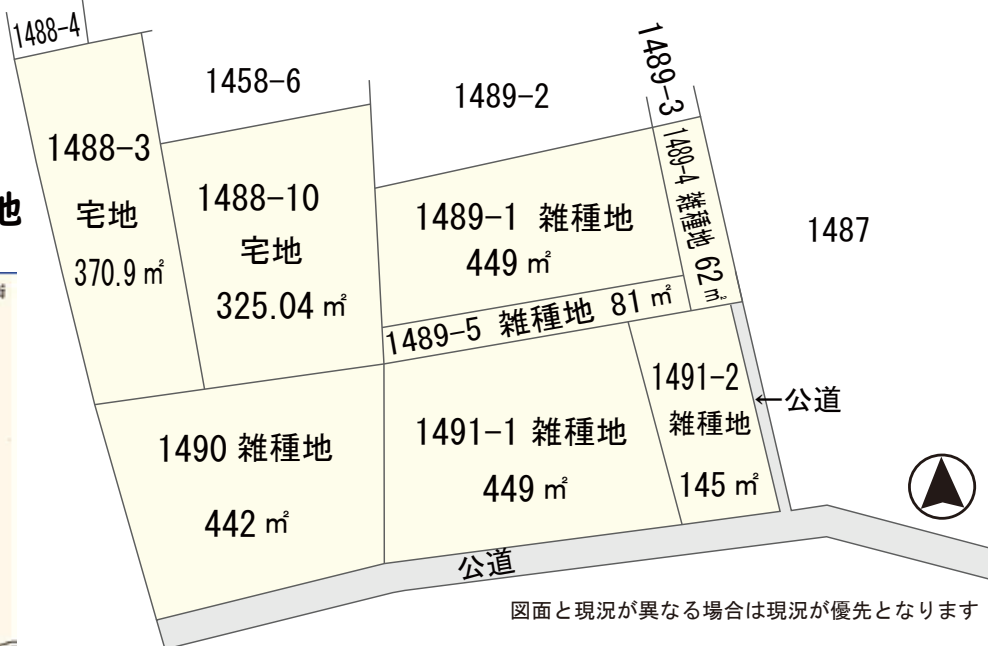 1488-4
1458-6
1489-2
1489-3
1488-3
宅地
370.9㎡
1488-10
宅地
325.04㎡
1489-1 雑種地
449㎡
1489-4 雑種地 62㎡
1487
地
1489-5 雑種地 81㎡
1490 雑種地
442㎡
1491-1 雑種地
449㎡
1491-2
雑種地
145㎡
←公道
公道
図面と現況が異なる場合は現況が優先となります